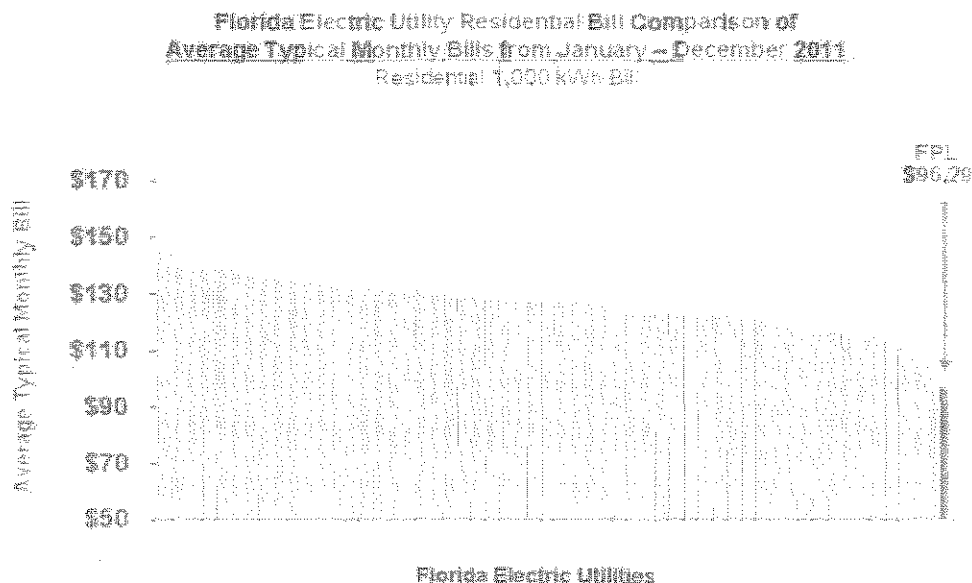 Florida Electric Utility Residential Bill Comparison of
Average Typical Monthly Bills from January – December 2011
Residential 1,000 kWh Bill
FPL
$96.29
$170
$150
$130
$110
$90
$70
$50
Average Typical Monthly Bill
Florida Electric Utilities